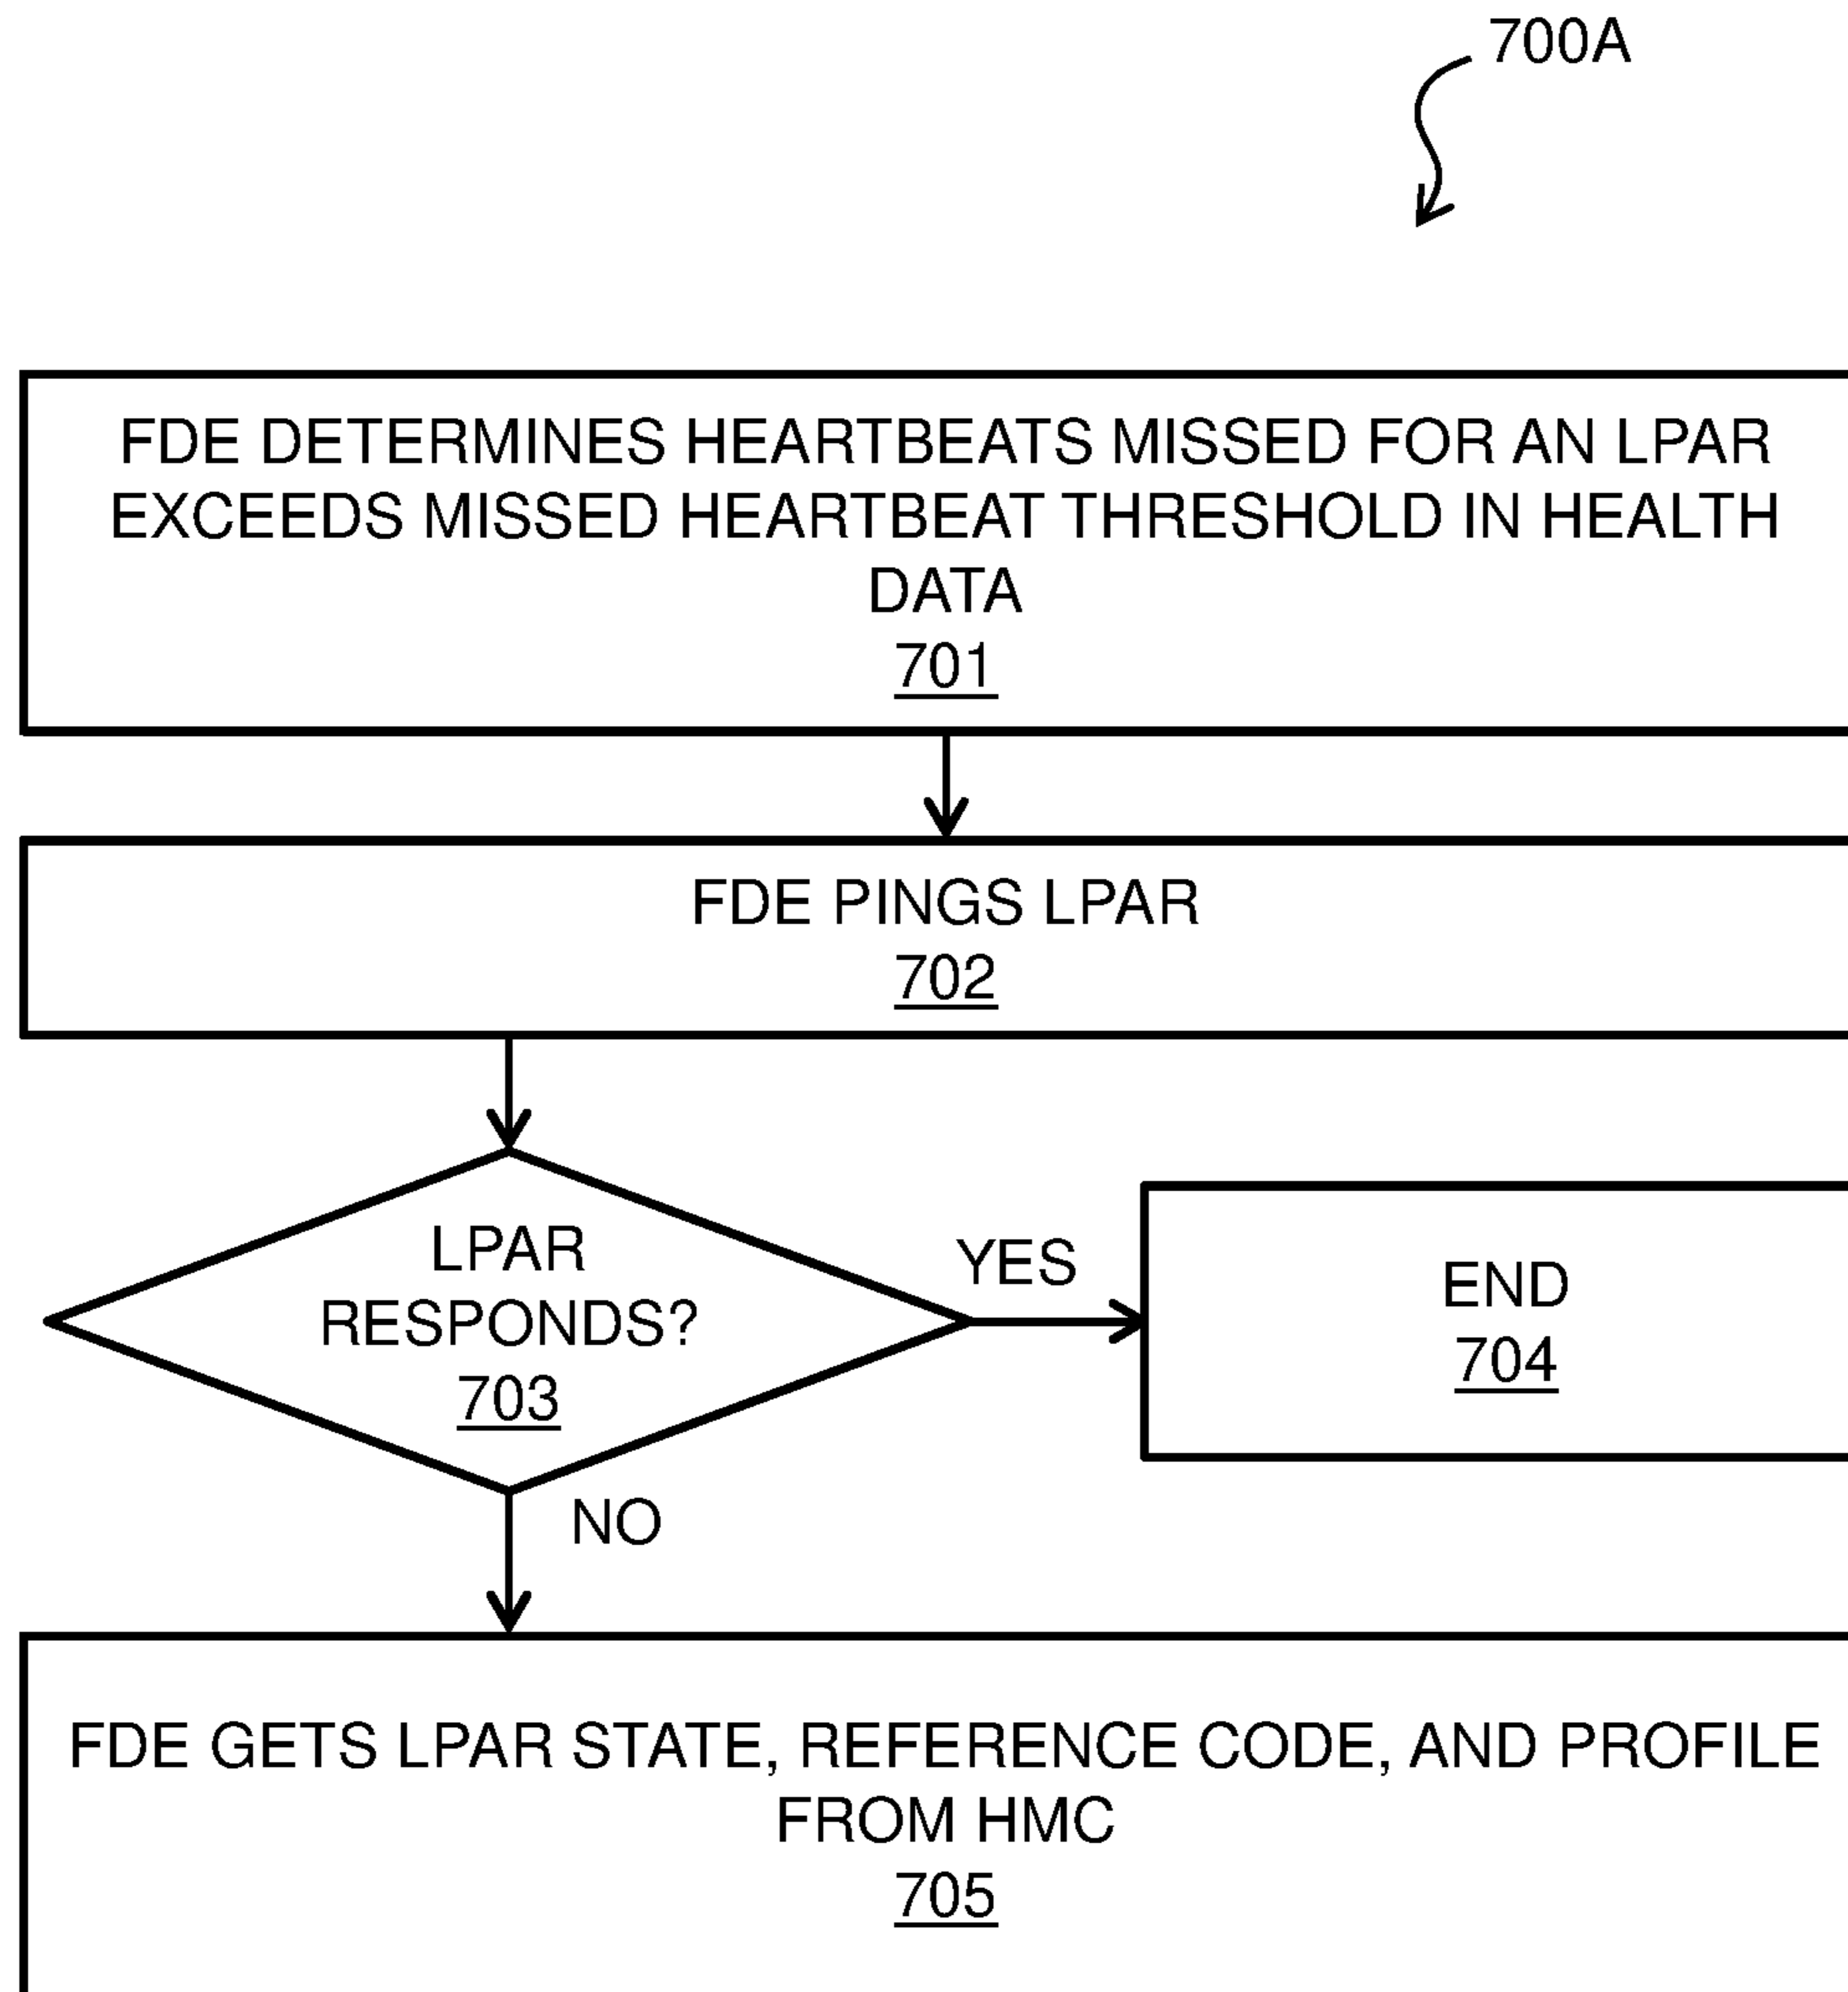 700A
FDE DETERMINES HEARTBEATS MISSED FOR AN LPAR
EXCEEDS MISSED HEARTBEAT THRESHOLD IN HEALTH
DATA
701
FDE PINGS LPAR
702
LPAR
RESPONDS?
703
YES
END
704
NO
FDE GETS LPAR STATE, REFERENCE CODE, AND PROFILE
FROM HMC
705